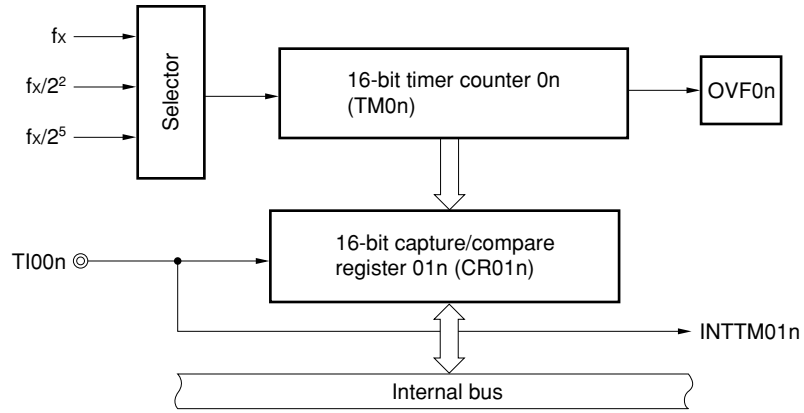 fx
fx/2²
fx/2⁵
Selector
16-bit timer counter 0n
(TM0n)
OVF0n
16-bit capture/compare
register 01n (CR01n)
TI00n
INTTM01n
Internal bus